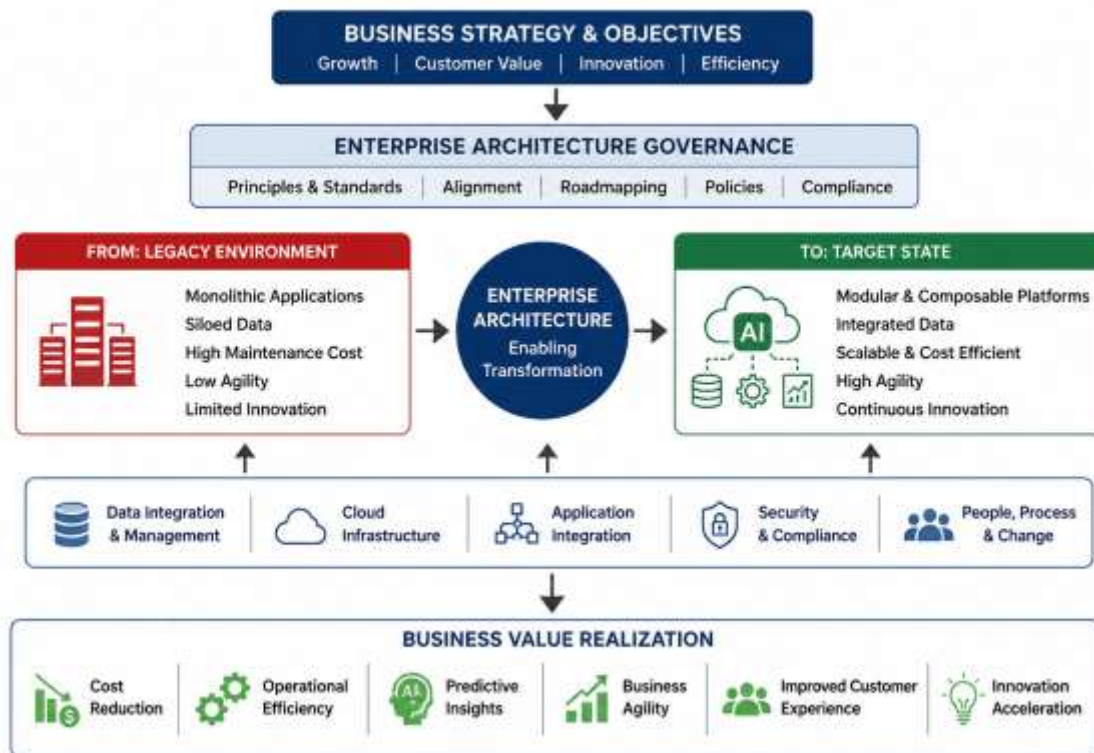 BUSINESS STRATEGY & OBJECTIVES
Growth | Customer Value | Innovation | Efficiency
ENTERPRISE ARCHITECTURE GOVERNANCE
Principles & Standards | Alignment | Roadmapping | Policies | Compliance
FROM: LEGACY ENVIRONMENT
Monolithic Applications
Siloed Data
High Maintenance Cost
Low Agility
Limited Innovation
ENTERPRISE
ARCHITECTURE
Enabling
Transformation
TO: TARGET STATE
AI
Modular & Composable Platforms
Integrated Data
Scalable & Cost Efficient
High Agility
Continuous Innovation
Data Integration
& Management
Cloud
Infrastructure
Application
Integration
Security
& Compliance
People, Process
& Change
BUSINESS VALUE REALIZATION
$
Cost
Reduction
Operational
Efficiency
AI
Predictive
Insights
Business
Agility
Improved Customer
Experience
Innovation
Acceleration